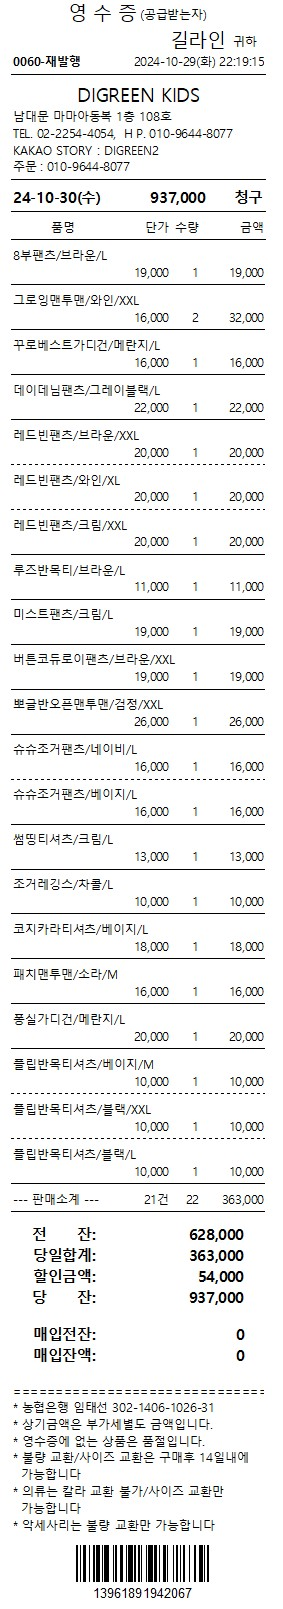 영 수 증 (공급받는자)
길라인 귀하
0060-재발행 2024-10-29(화) 22:19:15
DIGREEN KIDS
남대문 마마아동복 1층 108호
TEL. 02-2254-4054, H P. 010-9644-8077
KAKAO STORY : DIGREEN2
주문 : 010-9644-8077
24-10-30(수) 937,000 청구
품명 단가 수량 금액
8부팬츠/브라운/L
19,000 1 19,000
그로잉맨투맨/와인/XXL
16,000 2 32,000
꾸로베스트가디건/메란지/L
16,000 1 16,000
데이데님팬츠/그레이블랙/L
22,000 1 22,000
레드빈팬츠/브라운/XXL
20,000 1 20,000
레드빈팬츠/와인/XL
20,000 1 20,000
레드빈팬츠/크림/XXL
20,000 1 20,000
루즈반목티/브라운/L
11,000 1 11,000
미스트팬츠/크림/L
19,000 1 19,000
버튼코듀로이팬츠/브라운/XXL
19,000 1 19,000
뽀글반오픈맨투맨/검정/XXL
26,000 1 26,000
슈슈조거팬츠/네이비/L
16,000 1 16,000
슈슈조거팬츠/베이지/L
16,000 1 16,000
썸띵티셔츠/크림/L
13,000 1 13,000
조거레깅스/차콜/L
10,000 1 10,000
코지카라티셔츠/베이지/L
18,000 1 18,000
패치맨투맨/소라/M
16,000 1 16,000
퐁실가디건/메란지/L
20,000 1 20,000
플립반목티셔츠/베이지/M
10,000 1 10,000
플립반목티셔츠/블랙/XXL
10,000 1 10,000
플립반목티셔츠/블랙/L
10,000 1 10,000
--- 판매소계 --- 21건 22 363,000
전 잔: 628,000
당일합계: 363,000
할인금액: 54,000
당 잔: 937,000
매입전잔: 0
매입잔액: 0
==============================
* 농협은행 임태선 302-1406-1026-31
* 상기금액은 부가세별도 금액입니다.
* 영수증에 없는 상품은 품절입니다.
* 불량 교환/사이즈 교환은 구매후 14일내에
가능합니다
* 의류는 칼라 교환 불가/사이즈 교환만
가능합니다
* 악세사리는 불량 교환만 가능합니다
13961891942067